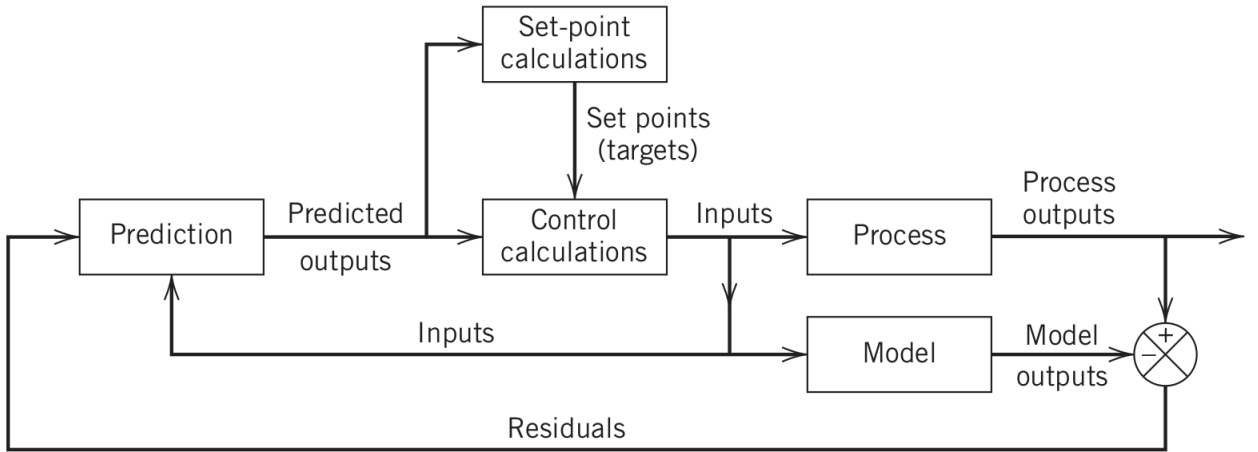 Set-point
calculations
Set points
(targets)
Prediction
Predicted
outputs
Control
calculations
Inputs
Process
Process
outputs
Inputs
Model
Model
outputs
+
−
Residuals